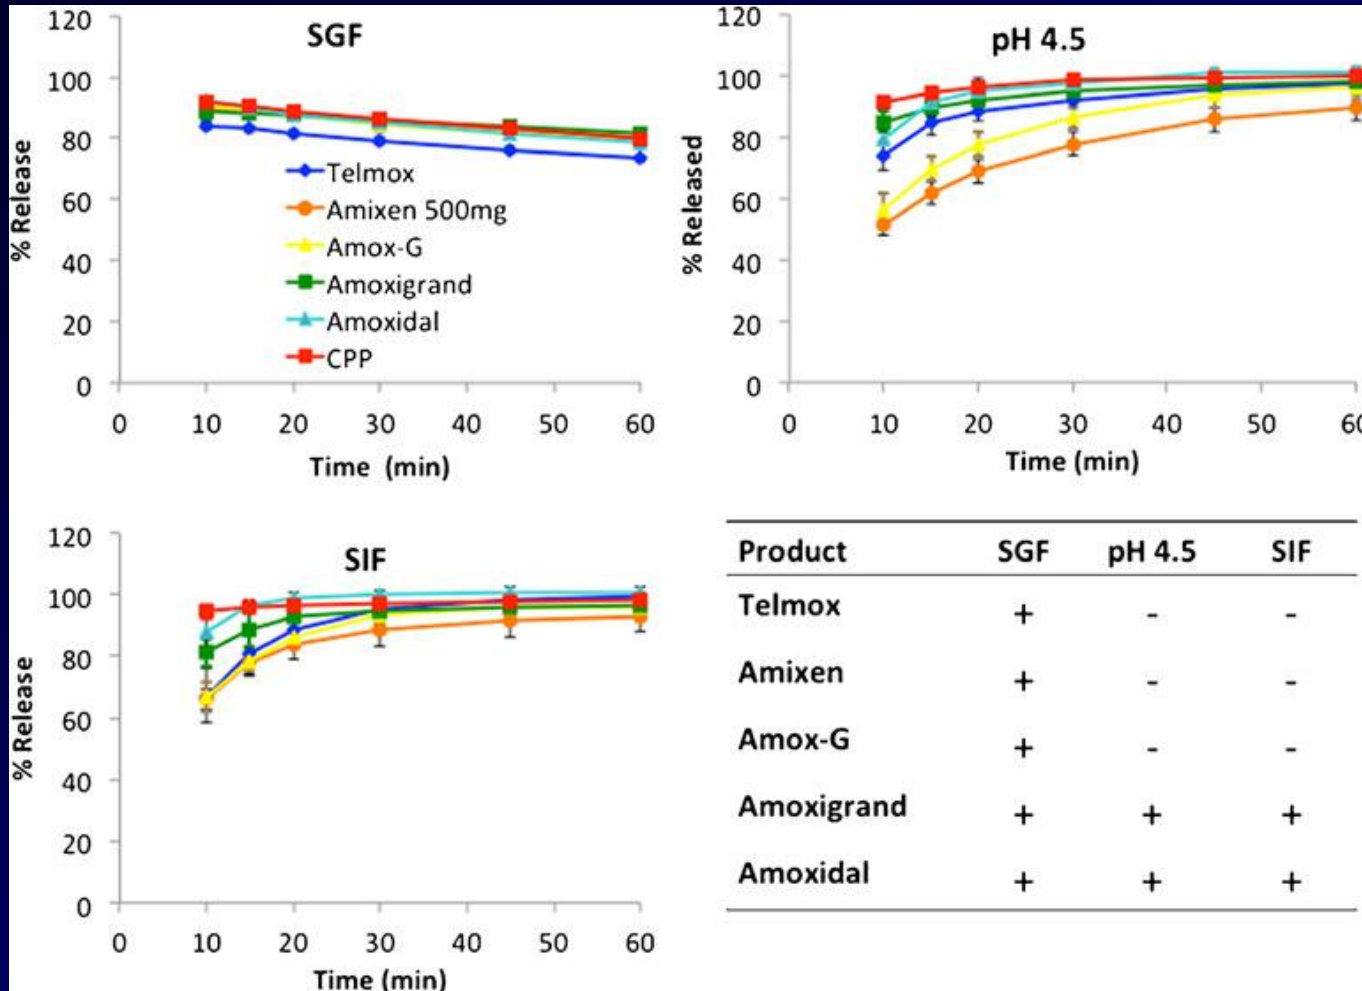 SGF
120
100
80
60
40
20
0
% Release
Telmox
Amixen 500mg
Amox-G
Amoxigrand
Amoxidal
CPP
0 10 20 30 40 50 60
Time (min)
pH 4.5
120
100
80
60
40
20
0
% Released
0 10 20 30 40 50 60
Time (min)
SIF
120
100
80
60
40
20
0
% Release
0 10 20 30 40 50 60
Time (min)
Product SGF pH 4.5 SIF
Telmox + - -
Amixen + - -
Amox-G + - -
Amoxigrand + + +
Amoxidal + + +